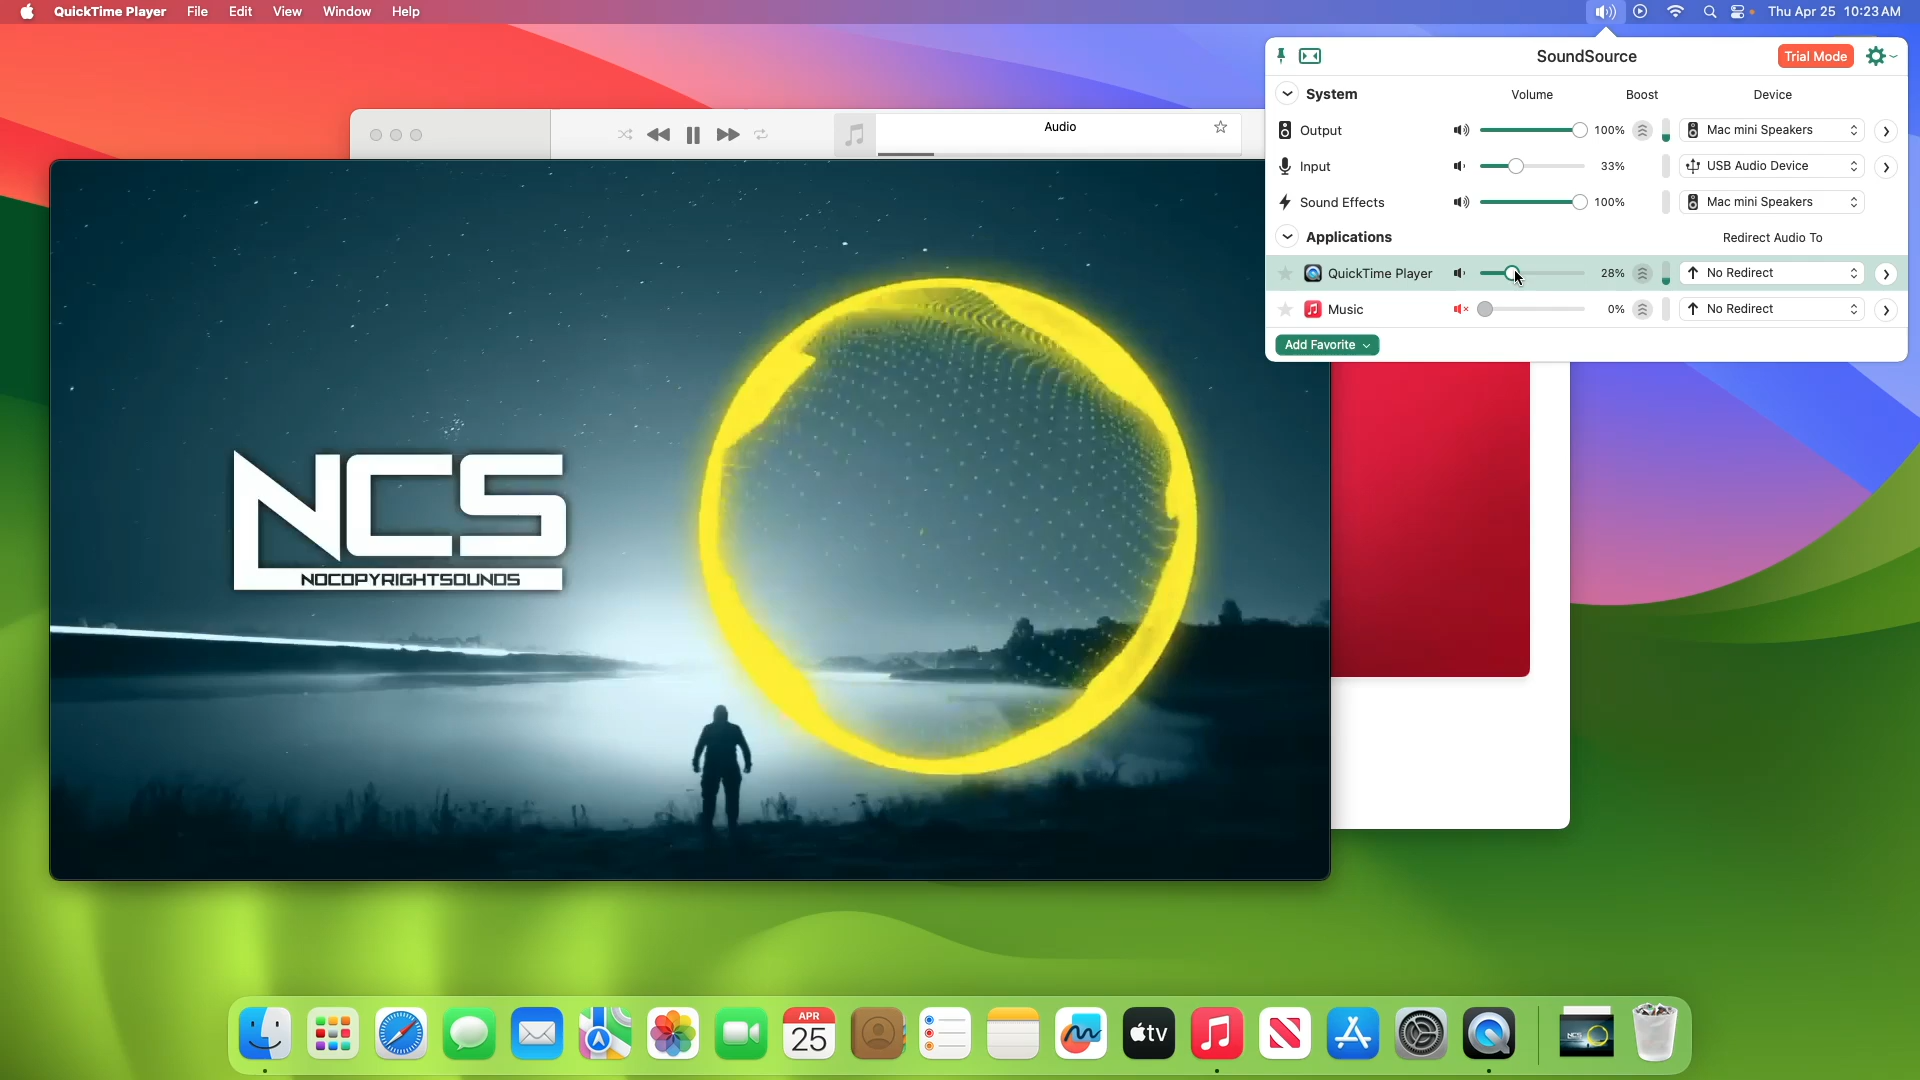 QuickTime Player File Edit View Window Help Thu Apr 25 10:23 AM
SoundSource Trial Mode
System Volume Boost Device
Output 100% Mac mini Speakers
Input 33% USB Audio Device
Sound Effects 100% Mac mini Speakers
Applications Redirect Audio To
QuickTime Player 28% No Redirect
Music 0% No Redirect
Add Favorite
Audio
NCS
NOCOPYRIGHTSOUNDS
APR
25
tv